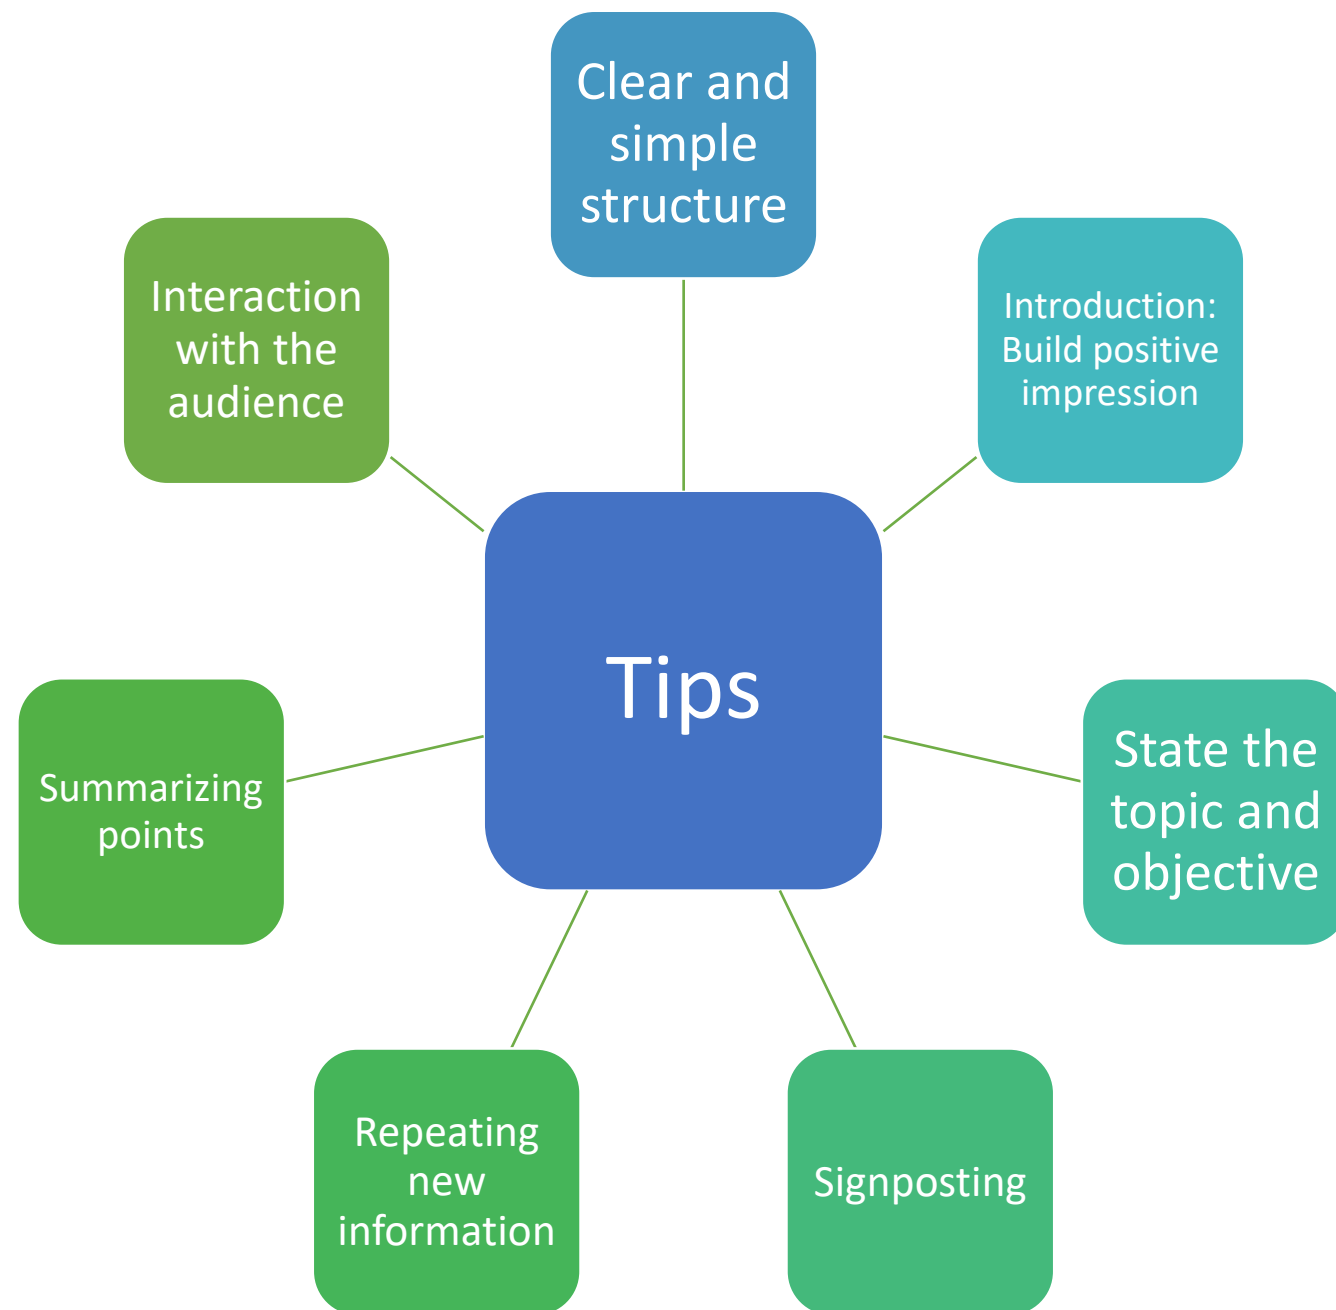 Clear and
simple
structure
Introduction:
Build positive
impression
State the
topic and
objective
Signposting
Repeating
new
information
Summarizing
points
Interaction
with the
audience
Tips